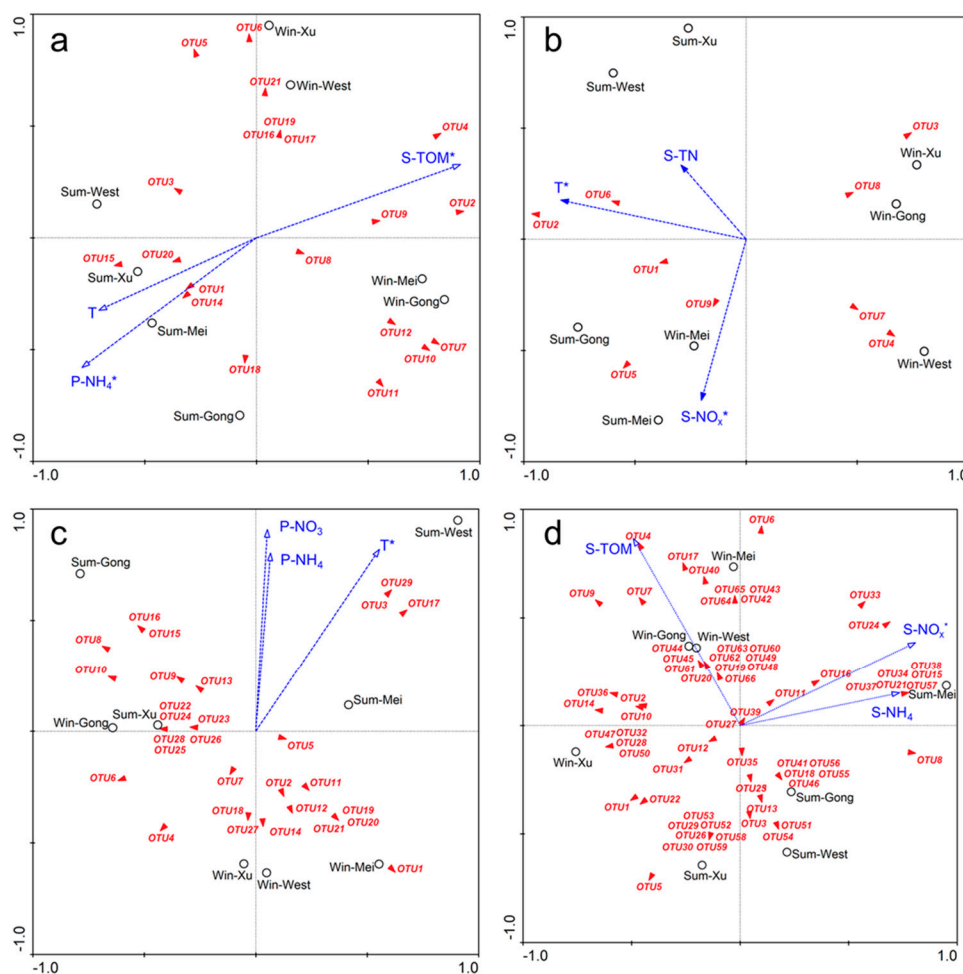 a
1.0
OTU6
Win-Xu
OTU5
OTU21
Win-West
OTU19
OTU16
OTU17
OTU4
S-TOM*
OTU3
Sum-West
OTU2
OTU9
OTU8
OTU15
OTU20
Sum-Xu
OTU1
OTU14
Win-Mei
Win-Gong
T
Sum-Mei
OTU12
OTU7
OTU10
P-NH4*
OTU18
OTU11
Sum-Gong
-1.0
-1.0
1.0
b
1.0
Sum-Xu
Sum-West
OTU3
Win-Xu
S-TN
T*
OTU6
OTU8
Win-Gong
OTU2
OTU1
OTU9
OTU7
Sum-Gong
Win-Mei
OTU4
Win-West
OTU5
S-NOx*
Sum-Mei
-1.0
-1.0
1.0
c
1.0
P-NO3
Sum-West
T*
P-NH4
Sum-Gong
OTU29
OTU3
OTU17
OTU16
OTU15
OTU8
OTU10
OTU9
OTU13
Sum-Mei
Sum-Xu
Win-Gong
OTU22
OTU24
OTU23
OTU28
OTU26
OTU25
OTU5
OTU6
OTU7
OTU2
OTU11
OTU18
OTU12
OTU19
OTU20
OTU4
OTU27
OTU14
OTU21
Win-Xu
Win-West
Win-Mei
OTU1
-1.0
-1.0
1.0
d
1.0
OTU6
OTU4
S-TOM
OTU17
Win-Mei
OTU40
OTU9
OTU7
OTU65
OTU43
OTU64
OTU42
OTU33
OTU24
S-NOx*
Win-Gong
Win-West
OTU44
OTU63
OTU60
OTU45
OTU62
OTU49
OTU61
OTU19
OTU48
OTU20
OTU66
OTU16
OTU34
OTU38
OTU15
OTU37
OTU21
OTU57
Sum-Mei
OTU36
OTU2
OTU14
OTU10
OTU11
OTU39
S-NH4
OTU27
OTU47
OTU32
OTU28
OTU50
OTU12
OTU31
Win-Xu
OTU35
OTU8
OTU41
OTU56
OTU18
OTU55
OTU46
Sum-Gong
OTU1
OTU22
OTU13
OTU53
OTU29
OTU52
OTU3
OTU51
OTU26
OTU58
OTU54
OTU30
OTU59
Sum-West
Sum-Xu
OTU5
-1.0
-1.0
1.0